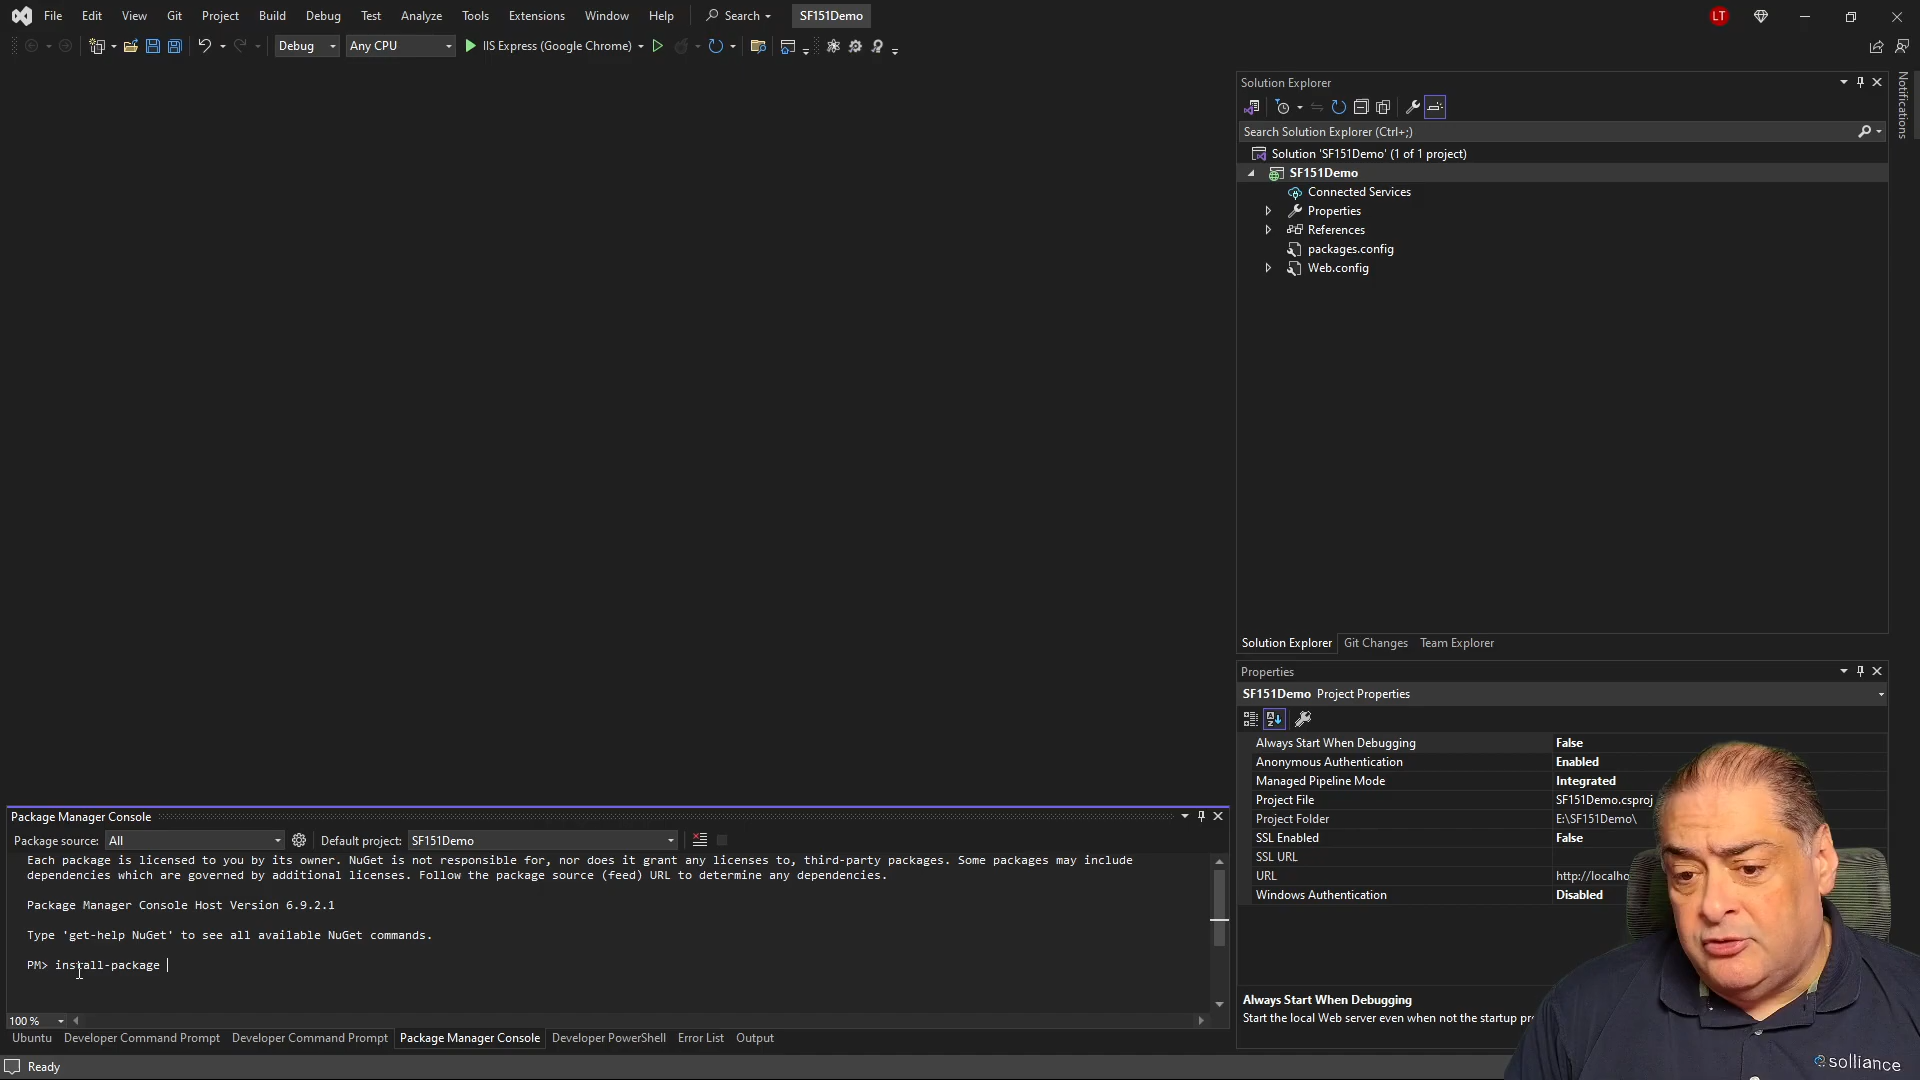 File Edit View Git Project Build Debug Test Analyze Tools Extensions Window Help Search SF151Demo LT
Debug Any CPU IIS Express (Google Chrome)
Notifications
Solution Explorer
Search Solution Explorer (Ctrl+;)
Solution 'SF151Demo' (1 of 1 project)
SF151Demo
Connected Services
Properties
References
packages.config
Web.config
Solution Explorer Git Changes Team Explorer
Properties
SF151Demo Project Properties
Always Start When Debugging False
Anonymous Authentication Enabled
Managed Pipeline Mode Integrated
Project File SF151Demo.csproj
Project Folder E:\SF151Demo\
SSL Enabled False
SSL URL
URL http://localho
Windows Authentication Disabled
Always Start When Debugging
Start the local Web server even when not the startup pr
Package Manager Console
Package source: All Default project: SF151Demo
Each package is licensed to you by its owner. NuGet is not responsible for, nor does it grant any licenses to, third-party packages. Some packages may include
dependencies which are governed by additional licenses. Follow the package source (feed) URL to determine any dependencies.
Package Manager Console Host Version 6.9.2.1
Type 'get-help NuGet' to see all available NuGet commands.
PM> install-package
100 %
Ubuntu Developer Command Prompt Developer Command Prompt Package Manager Console Developer PowerShell Error List Output
Ready
solliance